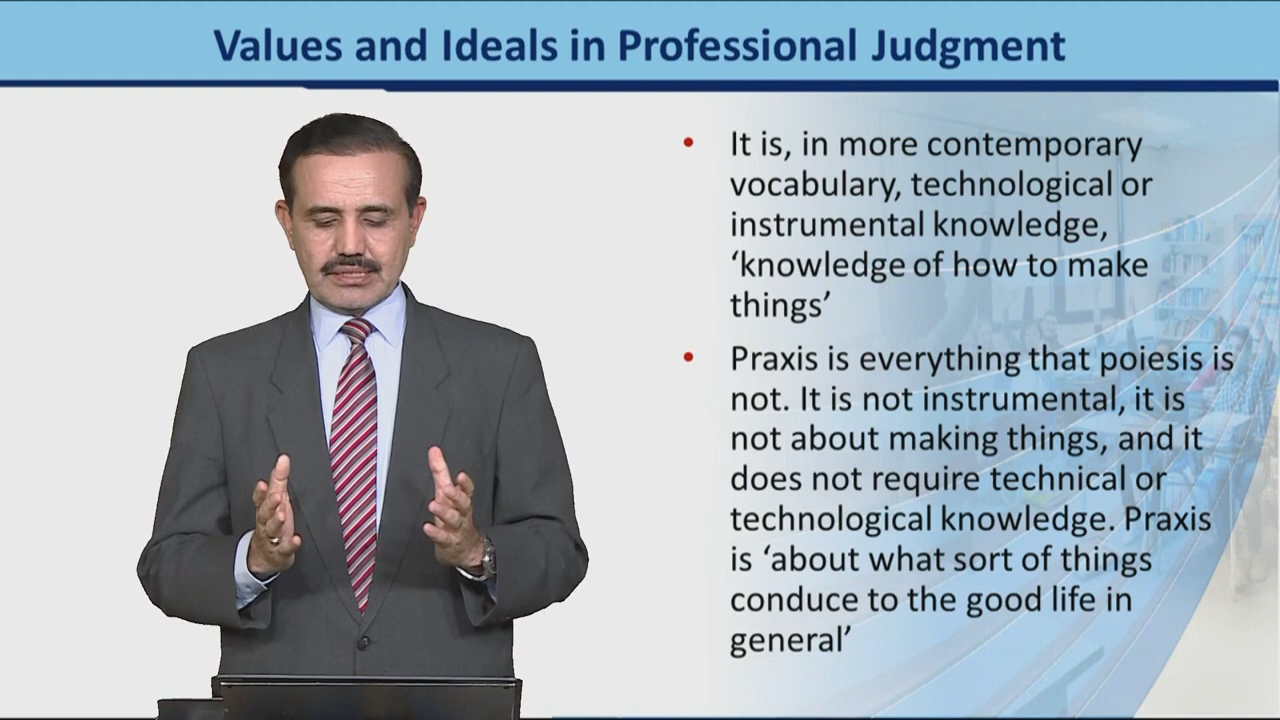 Values and Ideals in Professional Judgment
• It is, in more contemporary
vocabulary, technological or
instrumental knowledge,
‘knowledge of how to make
things’
• Praxis is everything that poiesis is
not. It is not instrumental, it is
not about making things, and it
does not require technical or
technological knowledge. Praxis
is ‘about what sort of things
conduce to the good life in
general’